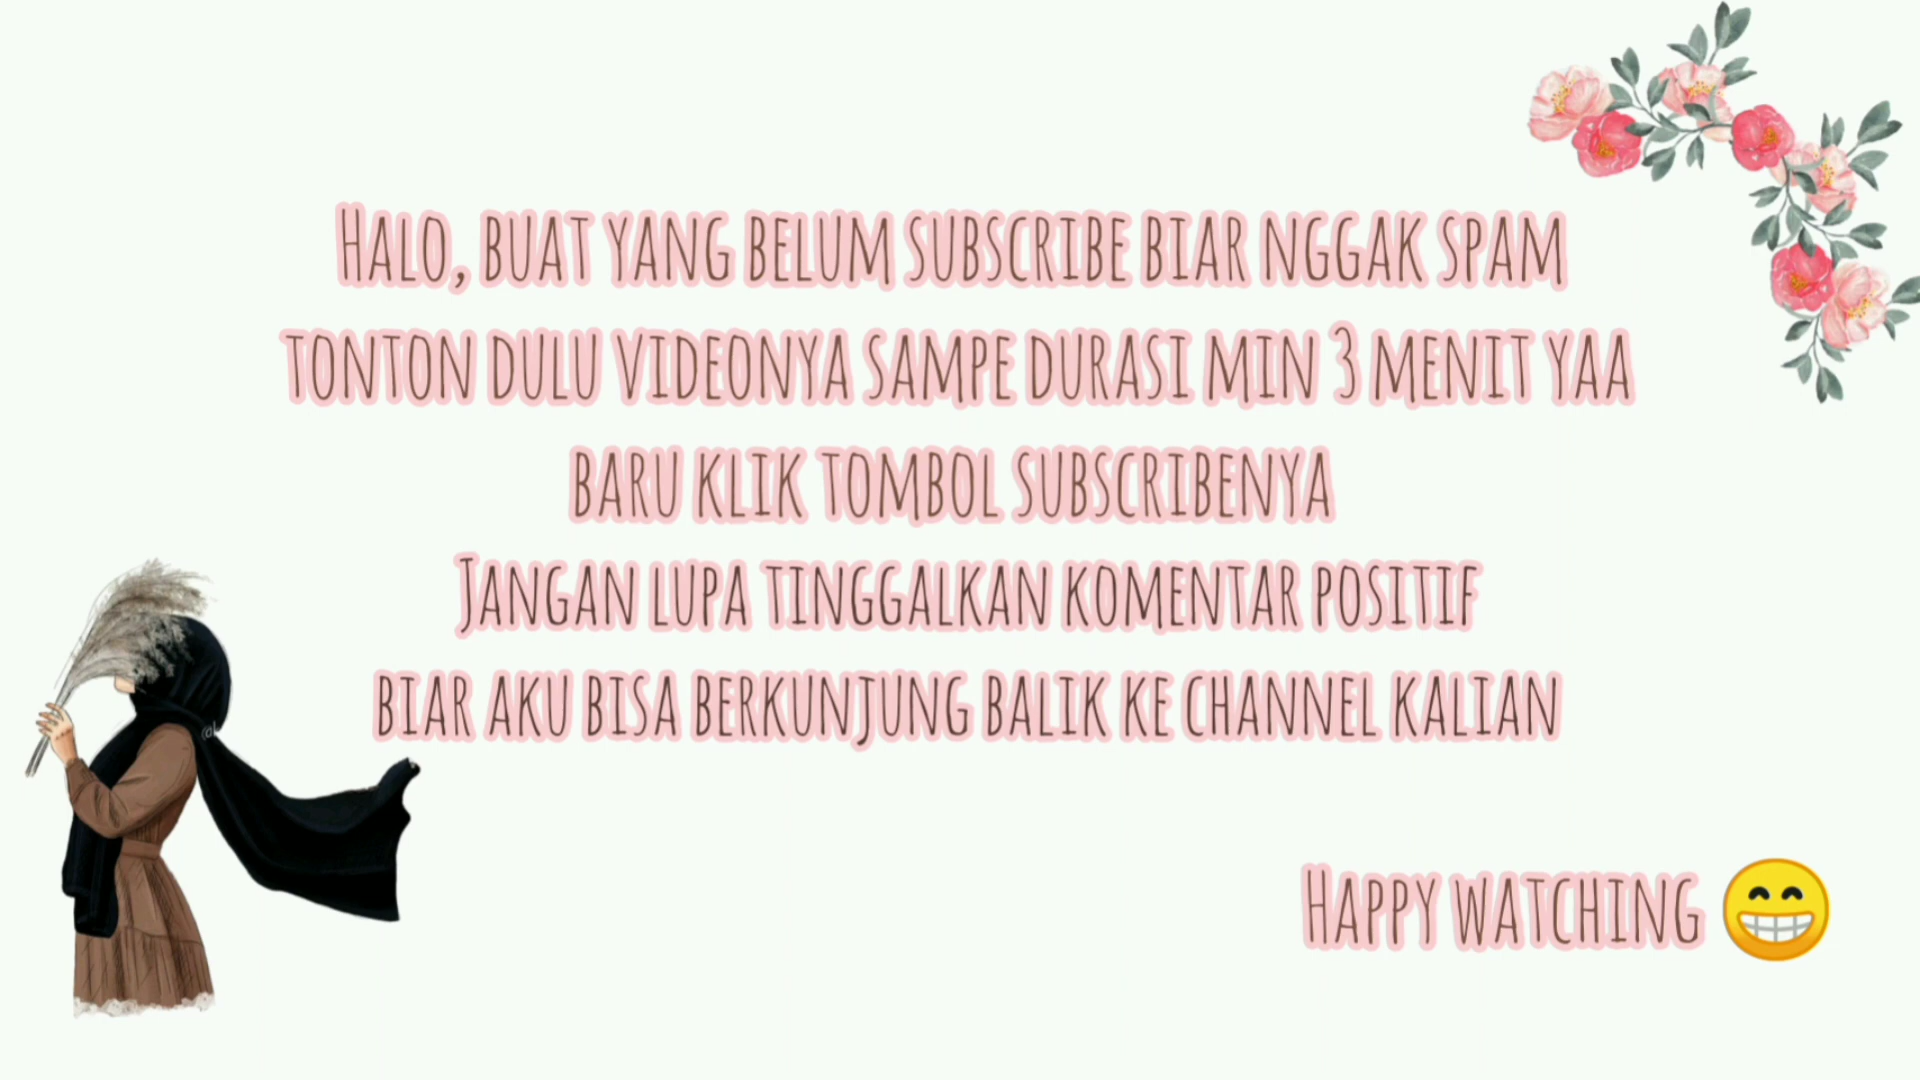 Halo, buat yang belum subscribe biar nggak spam
tonton dulu videonya sampe durasi min 3 menit yaa
baru klik tombol subscribenya
Jangan lupa tinggalkan komentar positif
biar aku bisa berkunjung balik ke channel kalian
Happy watching 😁